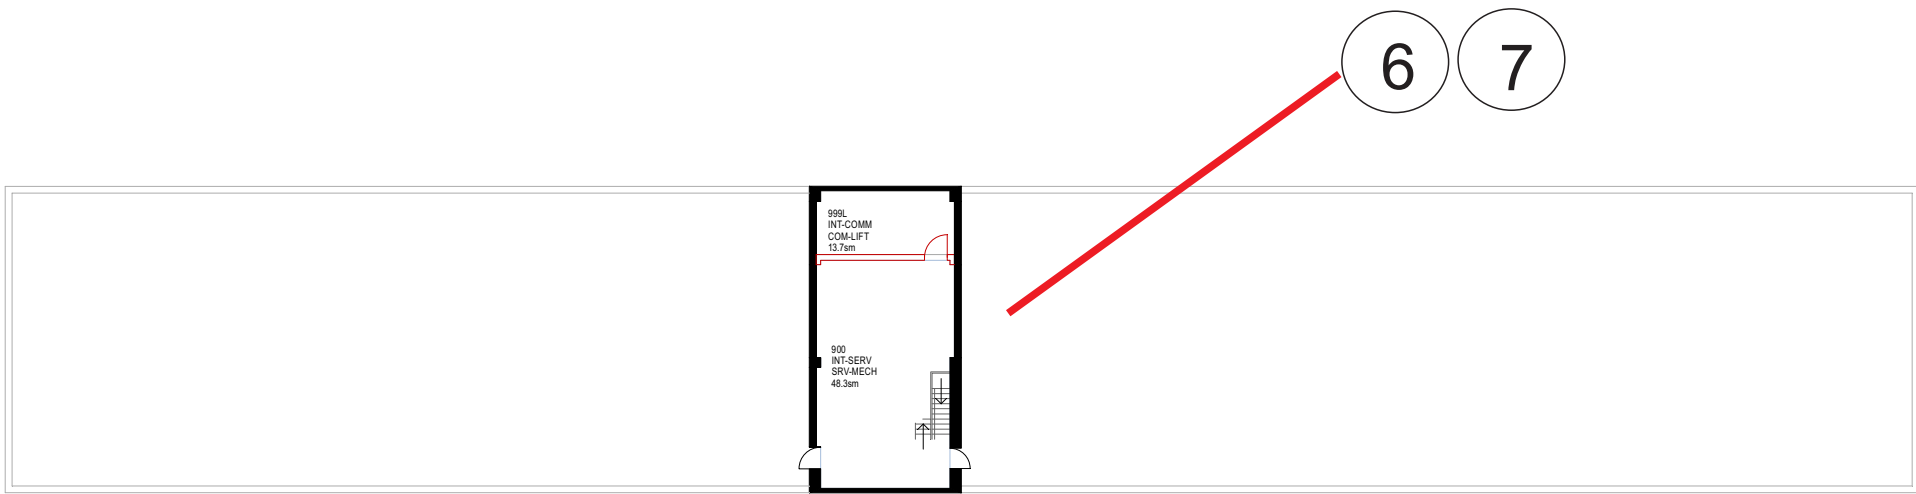 6 7
999L
INT-COMM
COM-LIFT
13.7sm
900
INT-SERV
SRV-MECH
48.3sm